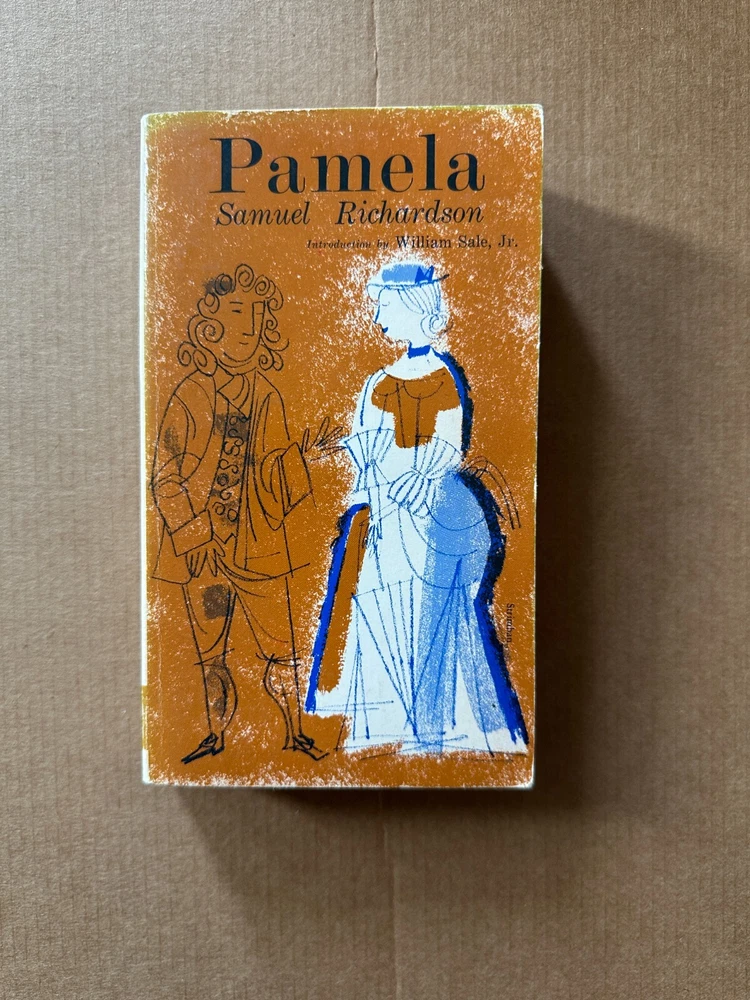 Pamela
Samuel Richardson
Introduction by William Sale, Jr.